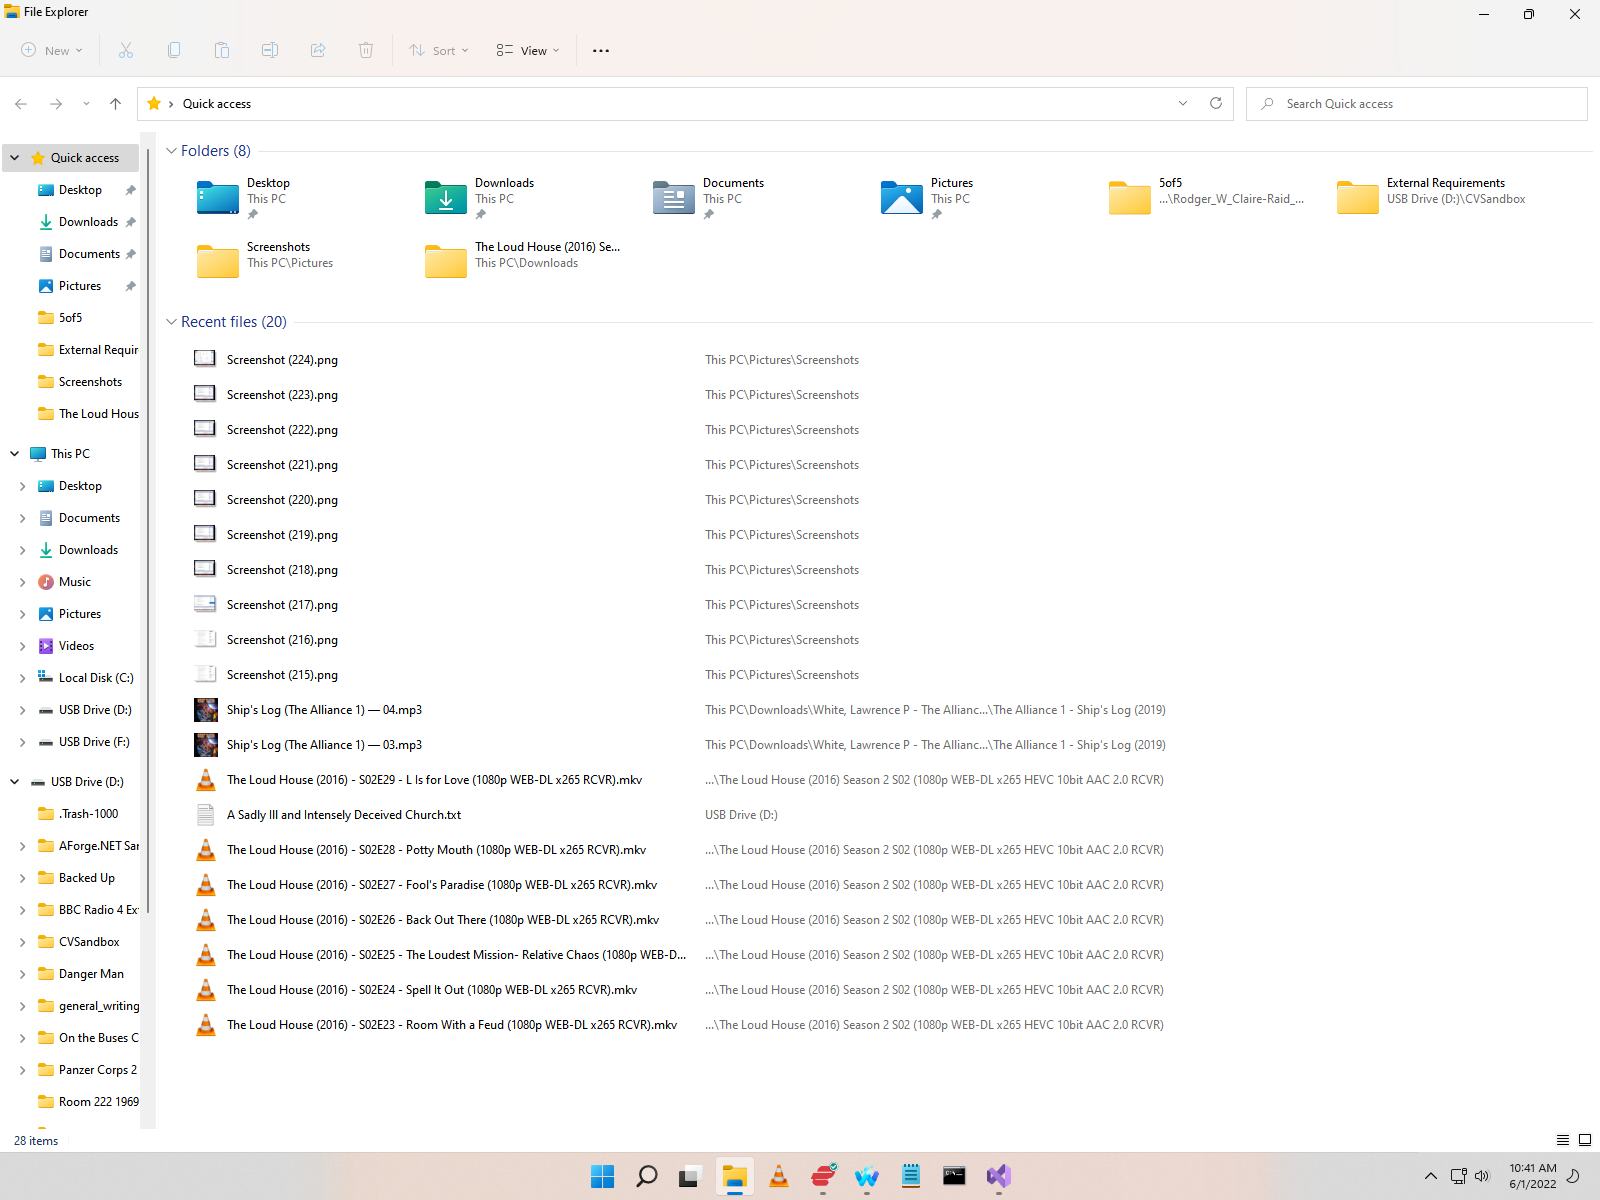 File Explorer
New
Sort
View
Quick access
Search Quick access
Quick access
Desktop
Downloads
Documents
Pictures
5of5
External Requir
Screenshots
The Loud Hous
This PC
Desktop
Documents
Downloads
Music
Pictures
Videos
Local Disk (C:)
USB Drive (D:)
USB Drive (F:)
USB Drive (D:)
.Trash-1000
AForge.NET Sar
Backed Up
BBC Radio 4 Ex
CVSandbox
Danger Man
general_writing
On the Buses C
Panzer Corps 2
Room 222 1969
Folders (8)
Desktop
This PC
Downloads
This PC
Documents
This PC
Pictures
This PC
5of5
...\Rodger_W_Claire-Raid_...
External Requirements
USB Drive (D:)\CVSandbox
Screenshots
This PC\Pictures
The Loud House (2016) Se...
This PC\Downloads
Recent files (20)
Screenshot (224).png This PC\Pictures\Screenshots
Screenshot (223).png This PC\Pictures\Screenshots
Screenshot (222).png This PC\Pictures\Screenshots
Screenshot (221).png This PC\Pictures\Screenshots
Screenshot (220).png This PC\Pictures\Screenshots
Screenshot (219).png This PC\Pictures\Screenshots
Screenshot (218).png This PC\Pictures\Screenshots
Screenshot (217).png This PC\Pictures\Screenshots
Screenshot (216).png This PC\Pictures\Screenshots
Screenshot (215).png This PC\Pictures\Screenshots
Ship's Log (The Alliance 1) — 04.mp3 This PC\Downloads\White, Lawrence P - The Allianc...\The Alliance 1 - Ship's Log (2019)
Ship's Log (The Alliance 1) — 03.mp3 This PC\Downloads\White, Lawrence P - The Allianc...\The Alliance 1 - Ship's Log (2019)
The Loud House (2016) - S02E29 - L Is for Love (1080p WEB-DL x265 RCVR).mkv ...\The Loud House (2016) Season 2 S02 (1080p WEB-DL x265 HEVC 10bit AAC 2.0 RCVR)
A Sadly Ill and Intensely Deceived Church.txt USB Drive (D:)
The Loud House (2016) - S02E28 - Potty Mouth (1080p WEB-DL x265 RCVR).mkv ...\The Loud House (2016) Season 2 S02 (1080p WEB-DL x265 HEVC 10bit AAC 2.0 RCVR)
The Loud House (2016) - S02E27 - Fool's Paradise (1080p WEB-DL x265 RCVR).mkv ...\The Loud House (2016) Season 2 S02 (1080p WEB-DL x265 HEVC 10bit AAC 2.0 RCVR)
The Loud House (2016) - S02E26 - Back Out There (1080p WEB-DL x265 RCVR).mkv ...\The Loud House (2016) Season 2 S02 (1080p WEB-DL x265 HEVC 10bit AAC 2.0 RCVR)
The Loud House (2016) - S02E25 - The Loudest Mission- Relative Chaos (1080p WEB-D... ...\The Loud House (2016) Season 2 S02 (1080p WEB-DL x265 HEVC 10bit AAC 2.0 RCVR)
The Loud House (2016) - S02E24 - Spell It Out (1080p WEB-DL x265 RCVR).mkv ...\The Loud House (2016) Season 2 S02 (1080p WEB-DL x265 HEVC 10bit AAC 2.0 RCVR)
The Loud House (2016) - S02E23 - Room With a Feud (1080p WEB-DL x265 RCVR).mkv ...\The Loud House (2016) Season 2 S02 (1080p WEB-DL x265 HEVC 10bit AAC 2.0 RCVR)
28 items
10:41 AM
6/1/2022